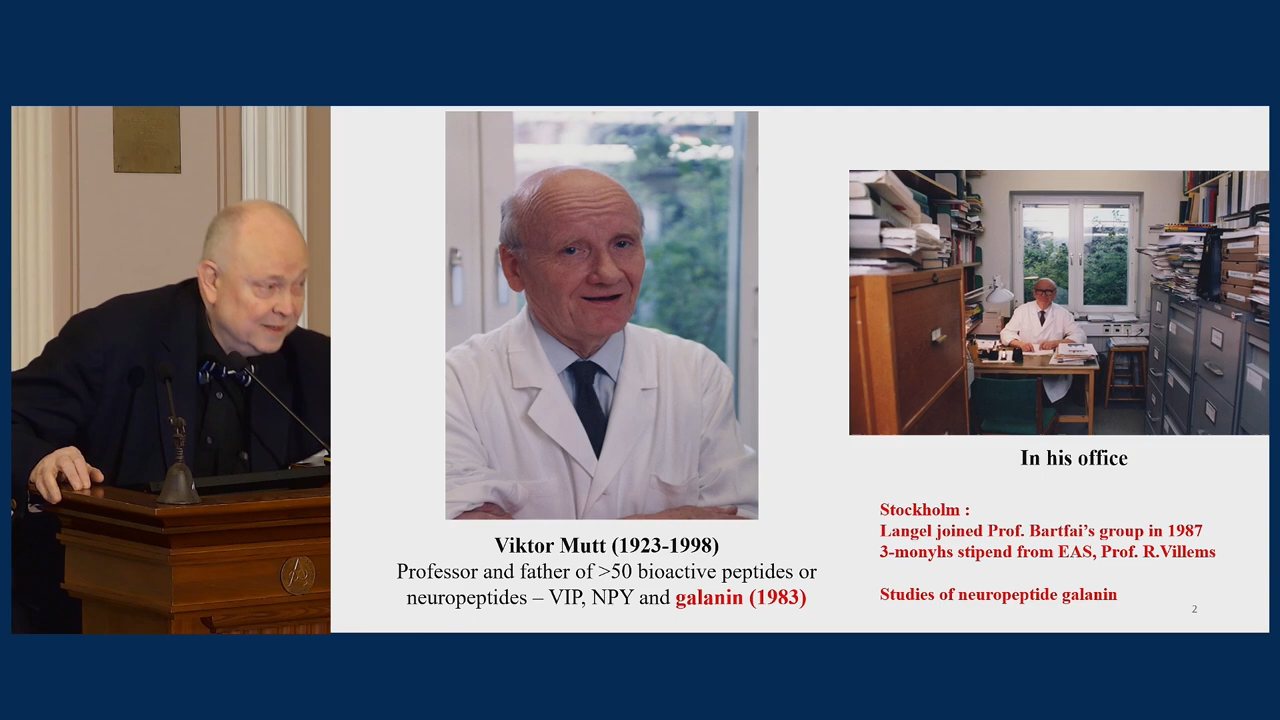 Viktor Mutt (1923-1998)
Professor and father of >50 bioactive peptides or
neuropeptides – VIP, NPY and galanin (1983)
In his office
Stockholm :
Langel joined Prof. Bartfai’s group in 1987
3-monyhs stipend from EAS, Prof. R.Villems
Studies of neuropeptide galanin
2